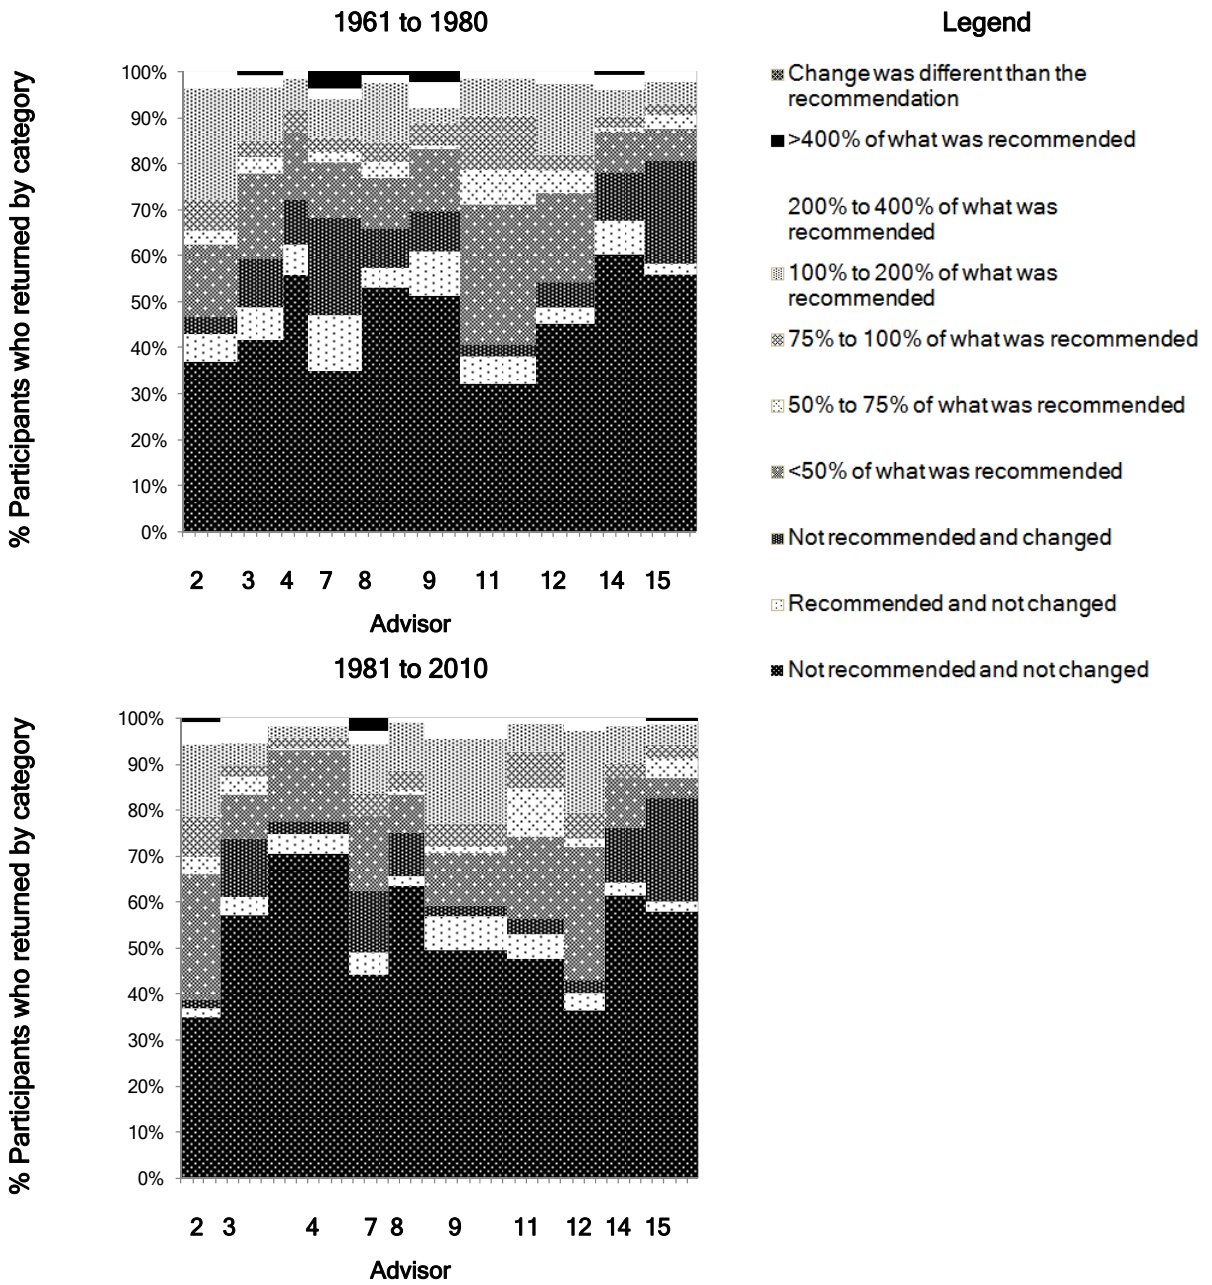 1961 to 1980
% Participants who returned by category
100%
90%
80%
70%
60%
50%
40%
30%
20%
10%
0%
2 3 4 7 8 9 11 12 14 15
Advisor
Legend
Change was different than the
recommendation
>400% of what was recommended
200% to 400% of what was
recommended
100% to 200% of what was
recommended
75% to 100% of what was recommended
50% to 75% of what was recommended
<50% of what was recommended
Not recommended and changed
Recommended and not changed
Not recommended and not changed
1981 to 2010
% Participants who returned by category
100%
90%
80%
70%
60%
50%
40%
30%
20%
10%
0%
2 3 4 7 8 9 11 12 14 15
Advisor